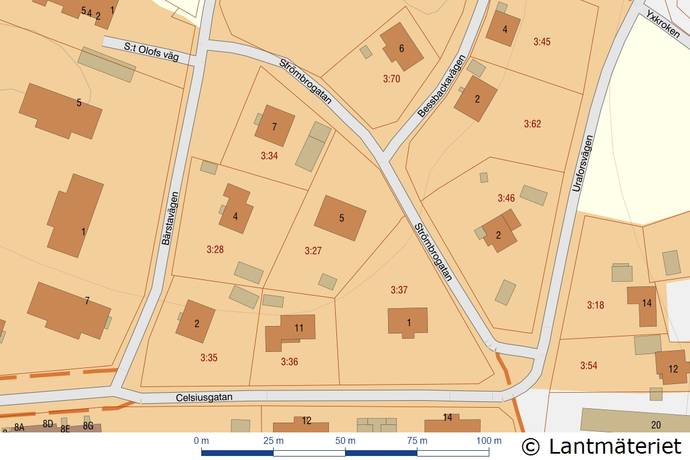 5 4 2 1
S:t Olofs väg
5
1
7
Bärstavägen
Strömbrogatan
6
3:70
Bessbackavägen
4
3:45
2
3:62
Yxkroken
Uraforsvägen
7
3:34
4
3:28
5
3:27
3:46
2
Strömbrogatan
3:37
1
2
3:35
11
3:36
3:18
14
3:54
12
Celsiusgatan
8A
8D
8E
8G
12
14
20
0 m 25 m 50 m 75 m 100 m
© Lantmäteriet